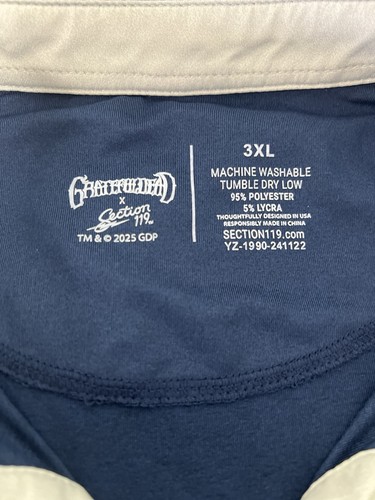 GRATEFUL DEAD
x
Section
119
TM & © 2025 GDP
3XL
MACHINE WASHABLE
TUMBLE DRY LOW
95% POLYESTER
5% LYCRA
THOUGHTFULLY DESIGNED IN USA
RESPONSIBLY MADE IN CHINA
SECTION119.com
YZ-1990-241122